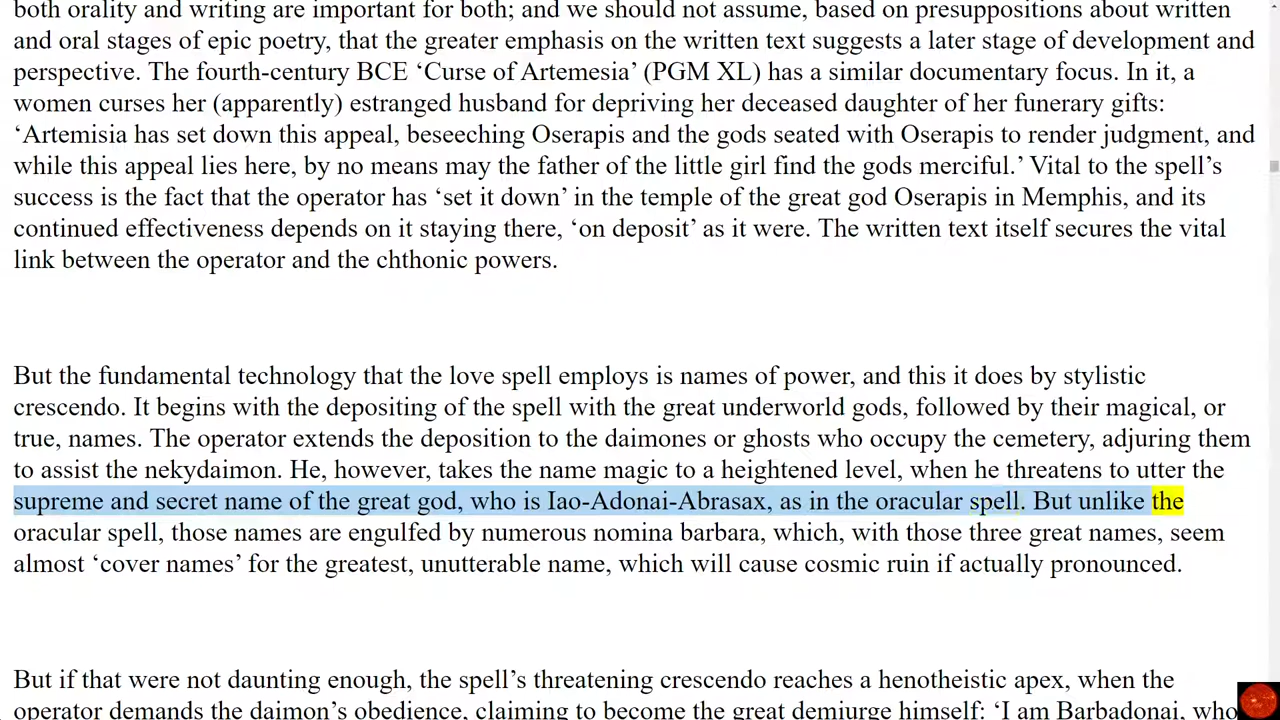 both orality and writing are important for both; and we should not assume, based on presuppositions about written
and oral stages of epic poetry, that the greater emphasis on the written text suggests a later stage of development and
perspective. The fourth-century BCE ‘Curse of Artemesia’ (PGM XL) has a similar documentary focus. In it, a
women curses her (apparently) estranged husband for depriving her deceased daughter of her funerary gifts:
‘Artemisia has set down this appeal, beseeching Oserapis and the gods seated with Oserapis to render judgment, and
while this appeal lies here, by no means may the father of the little girl find the gods merciful.’ Vital to the spell’s
success is the fact that the operator has ‘set it down’ in the temple of the great god Oserapis in Memphis, and its
continued effectiveness depends on it staying there, ‘on deposit’ as it were. The written text itself secures the vital
link between the operator and the chthonic powers.
But the fundamental technology that the love spell employs is names of power, and this it does by stylistic
crescendo. It begins with the depositing of the spell with the great underworld gods, followed by their magical, or
true, names. The operator extends the deposition to the daimones or ghosts who occupy the cemetery, adjuring them
to assist the nekydaimon. He, however, takes the name magic to a heightened level, when he threatens to utter the
supreme and secret name of the great god, who is Iao-Adonai-Abrasax, as in the oracular spell. But unlike the
oracular spell, those names are engulfed by numerous nomina barbara, which, with those three great names, seem
almost ‘cover names’ for the greatest, unutterable name, which will cause cosmic ruin if actually pronounced.
But if that were not daunting enough, the spell’s threatening crescendo reaches a henotheistic apex, when the
operator demands the daimon’s obedience, claiming to become the great demiurge himself: ‘I am Barbadonai, who